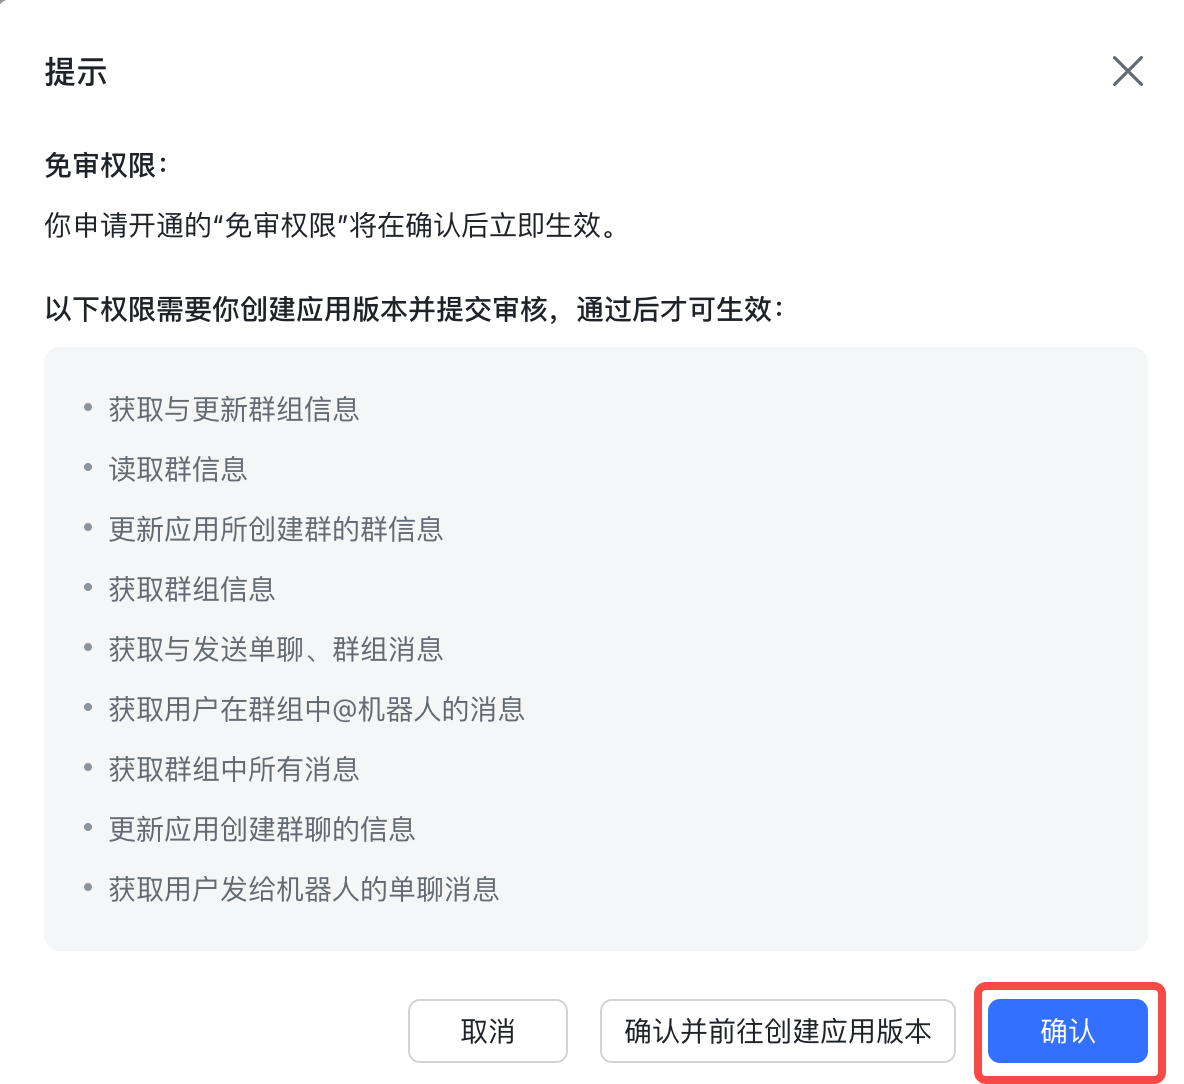 提示
免审权限：
你申请开通的“免审权限”将在确认后立即生效。
以下权限需要你创建应用版本并提交审核，通过后才可生效：
• 获取与更新群组信息
• 读取群信息
• 更新应用所创建群的群信息
• 获取群组信息
• 获取与发送单聊、群组消息
• 获取用户在群组中@机器人的消息
• 获取群组中所有消息
• 更新应用创建群聊的信息
• 获取用户发给机器人的单聊消息
取消
确认并前往创建应用版本
确认